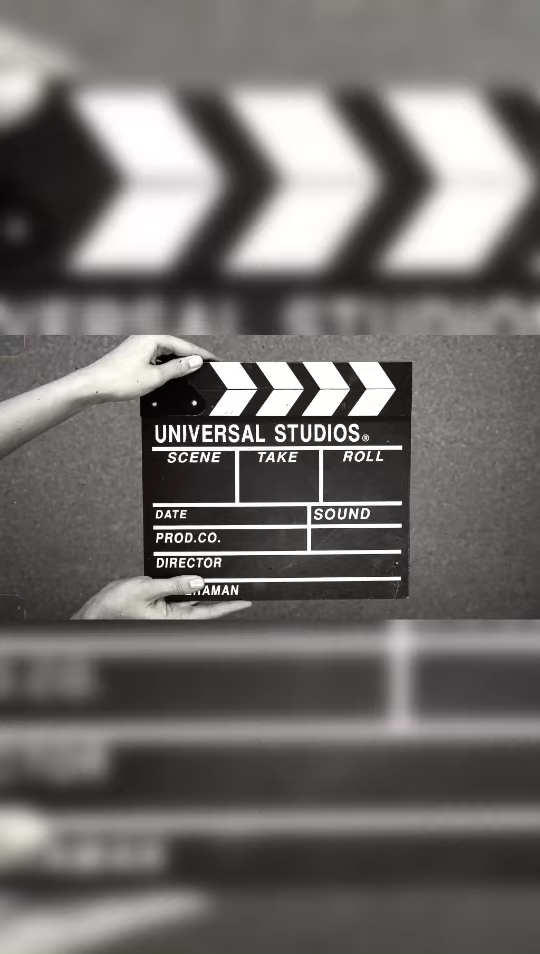 UNIVERSAL STUDIOS®
SCENE TAKE ROLL
DATE SOUND
PROD.CO.
DIRECTOR